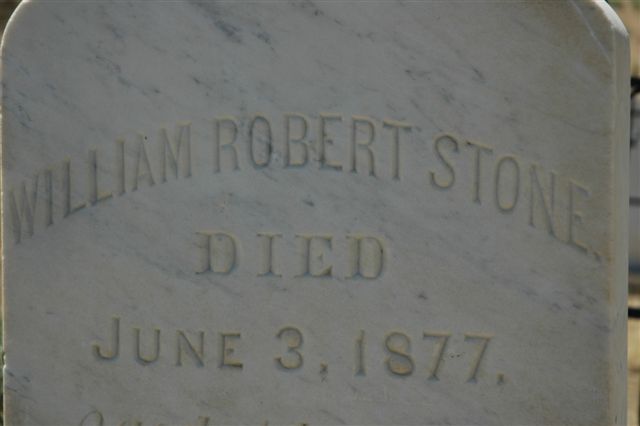 WILLIAM ROBERT STONE.
DIED
JUNE 3, 1877.